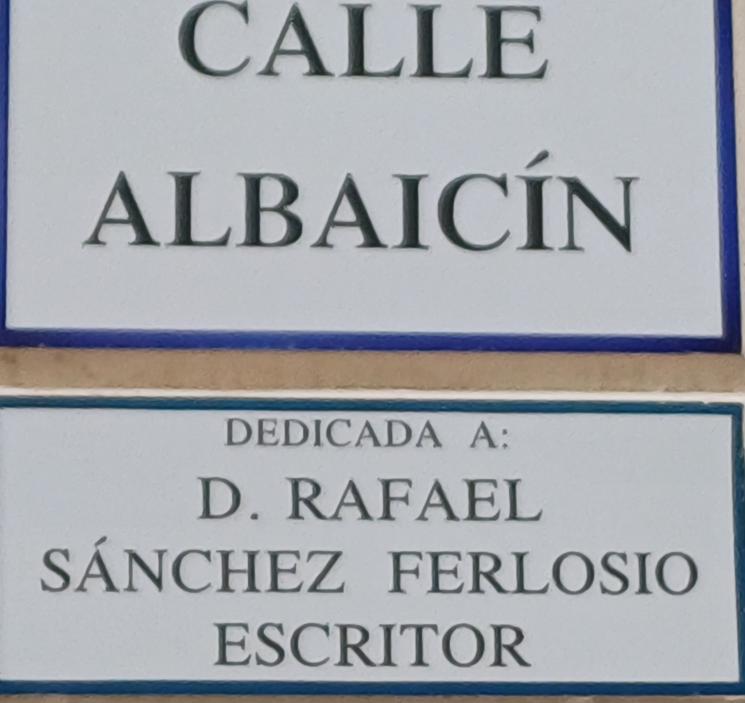 CALLE
ALBAICÍN
DEDICADA A:
D. RAFAEL
SÁNCHEZ FERLOSIO
ESCRITOR